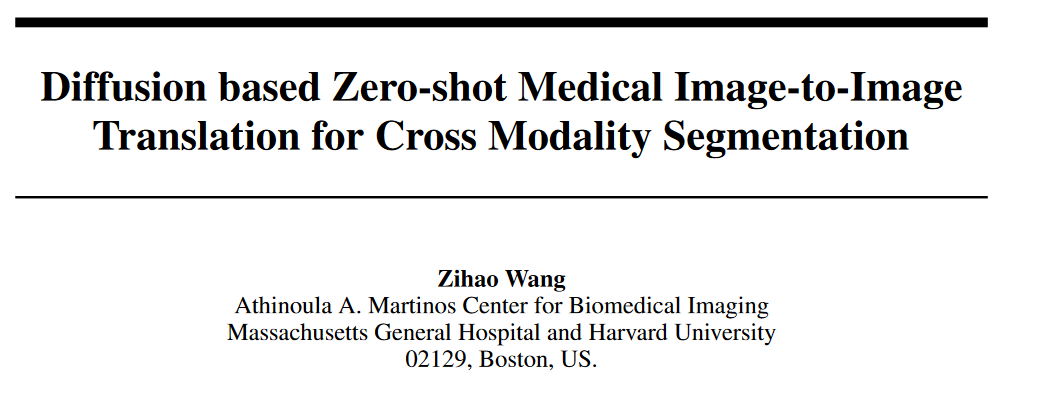 Diffusion based Zero-shot Medical Image-to-Image
Translation for Cross Modality Segmentation
Zihao Wang
Athinoula A. Martinos Center for Biomedical Imaging
Massachusetts General Hospital and Harvard University
02129, Boston, US.